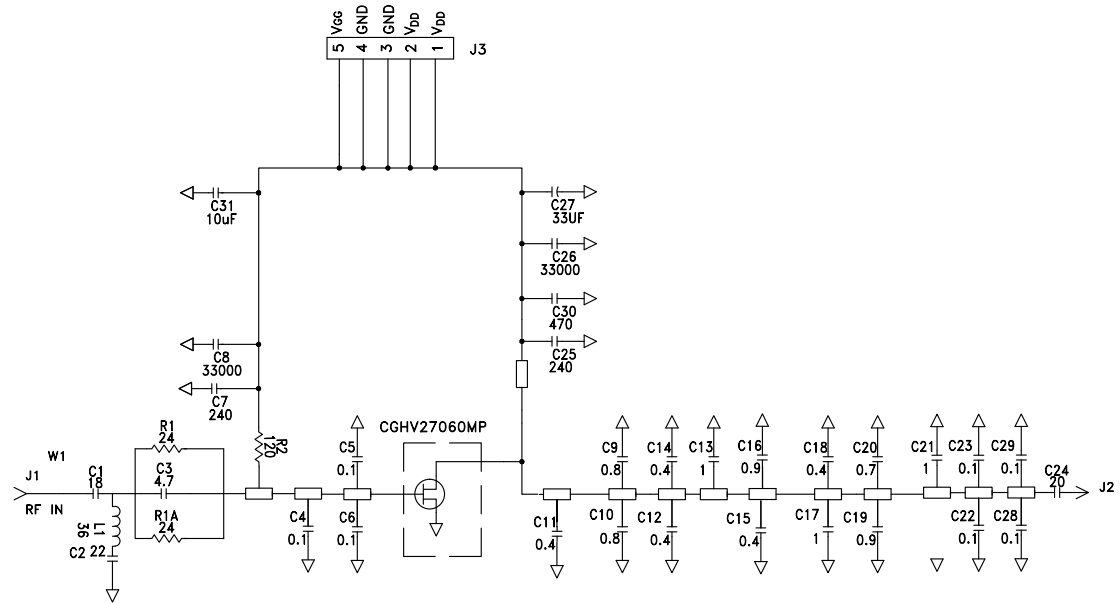 VGG
GND
GND
VDD
VDD
5
4
3
2
1
J3
C31
10uF
C27
33UF
C26
33000
C30
470
C8
33000
C25
240
C7
240
CGHV27060MP
R1
24
R2
120
W1
J1
RF IN
C1
18
C3
4.7
R1A
24
L1
36
C2 22
C4
0.1
C5
0.1
C6
0.1
C11
0.4
C9
0.8
C10
0.8
C14
0.4
C12
0.4
C13
1
C16
0.9
C15
0.4
C18
0.4
C17
1
C20
0.7
C19
0.9
C21
1
C23
0.1
C22
0.1
C29
0.1
C28
0.1
C24
20
J2